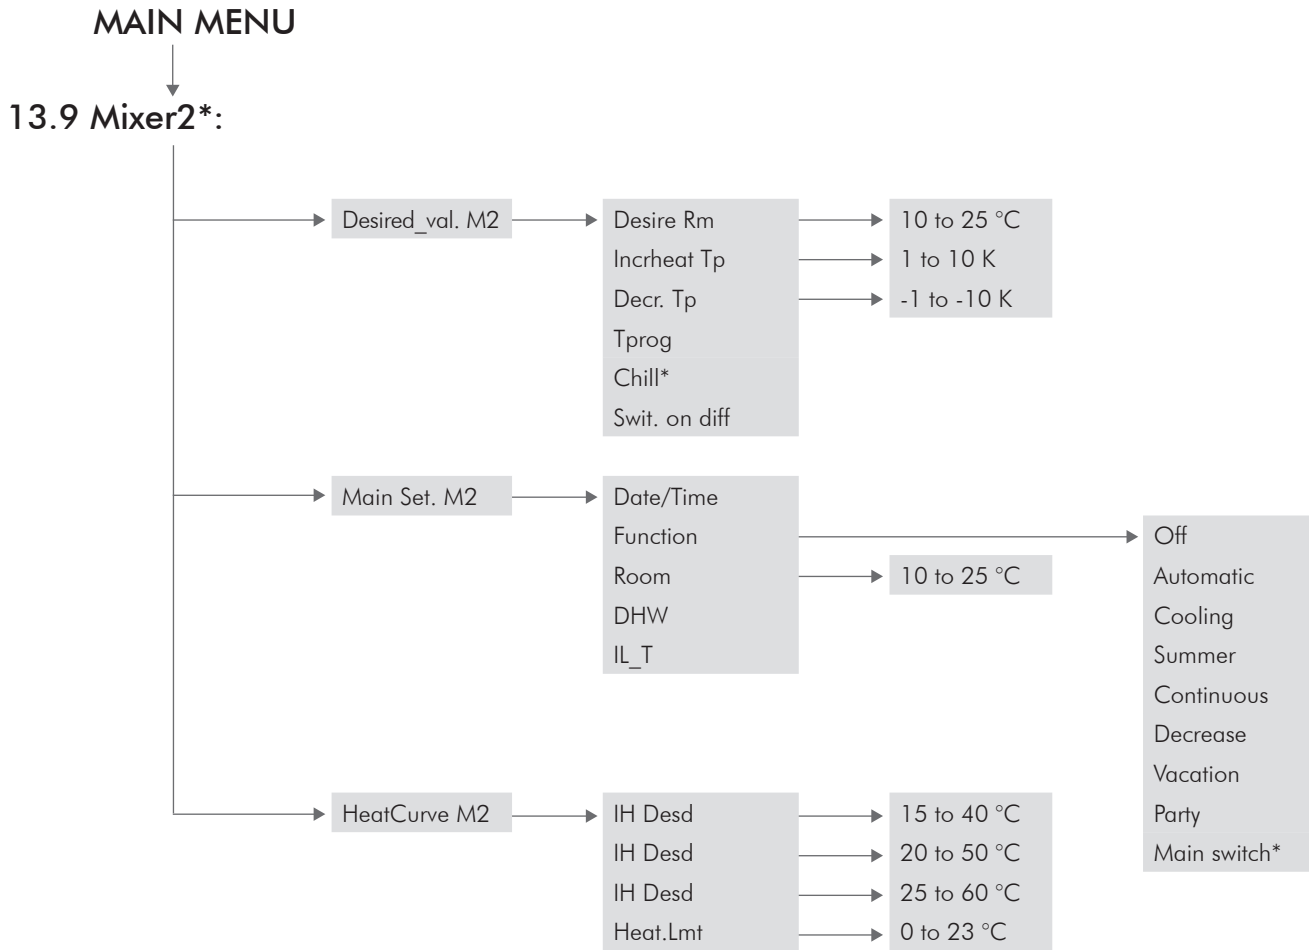 MAIN MENU
13.9 Mixer2*:
Desired_val. M2
Desire Rm
10 to 25 °C
Incrheat Tp
1 to 10 K
Decr. Tp
-1 to -10 K
Tprog
Chill*
Swit. on diff
Main Set. M2
Date/Time
Function
Off
Automatic
Cooling
Summer
Continuous
Decrease
Vacation
Party
Main switch*
Room
10 to 25 °C
DHW
IL_T
HeatCurve M2
IH Desd
15 to 40 °C
IH Desd
20 to 50 °C
IH Desd
25 to 60 °C
Heat.Lmt
0 to 23 °C